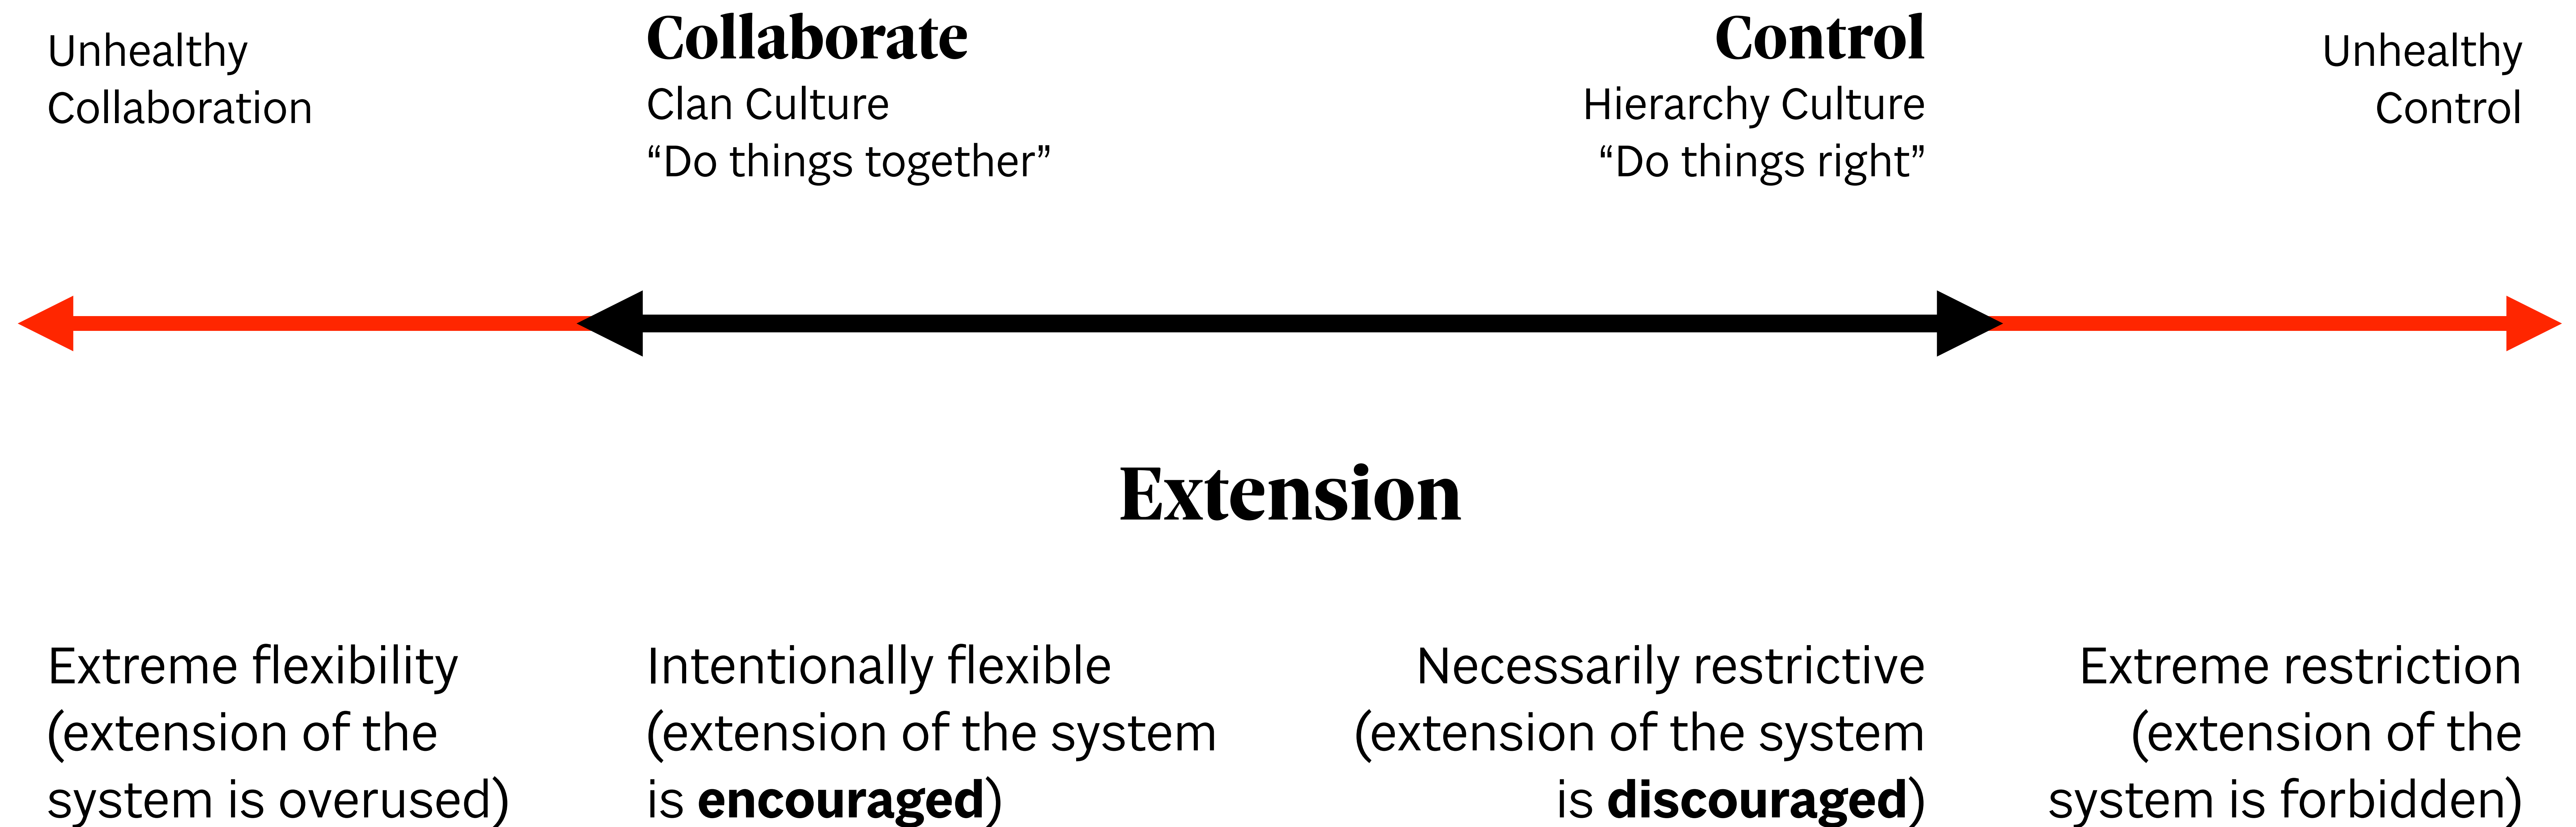 Unhealthy
Collaboration
Collaborate
Clan Culture
“Do things together”
Control
Hierarchy Culture
“Do things right”
Unhealthy
Control
Extension
Extreme flexibility
(extension of the
system is overused)
Intentionally flexible
(extension of the system
is encouraged)
Necessarily restrictive
(extension of the system
is discouraged)
Extreme restriction
(extension of the
system is forbidden)